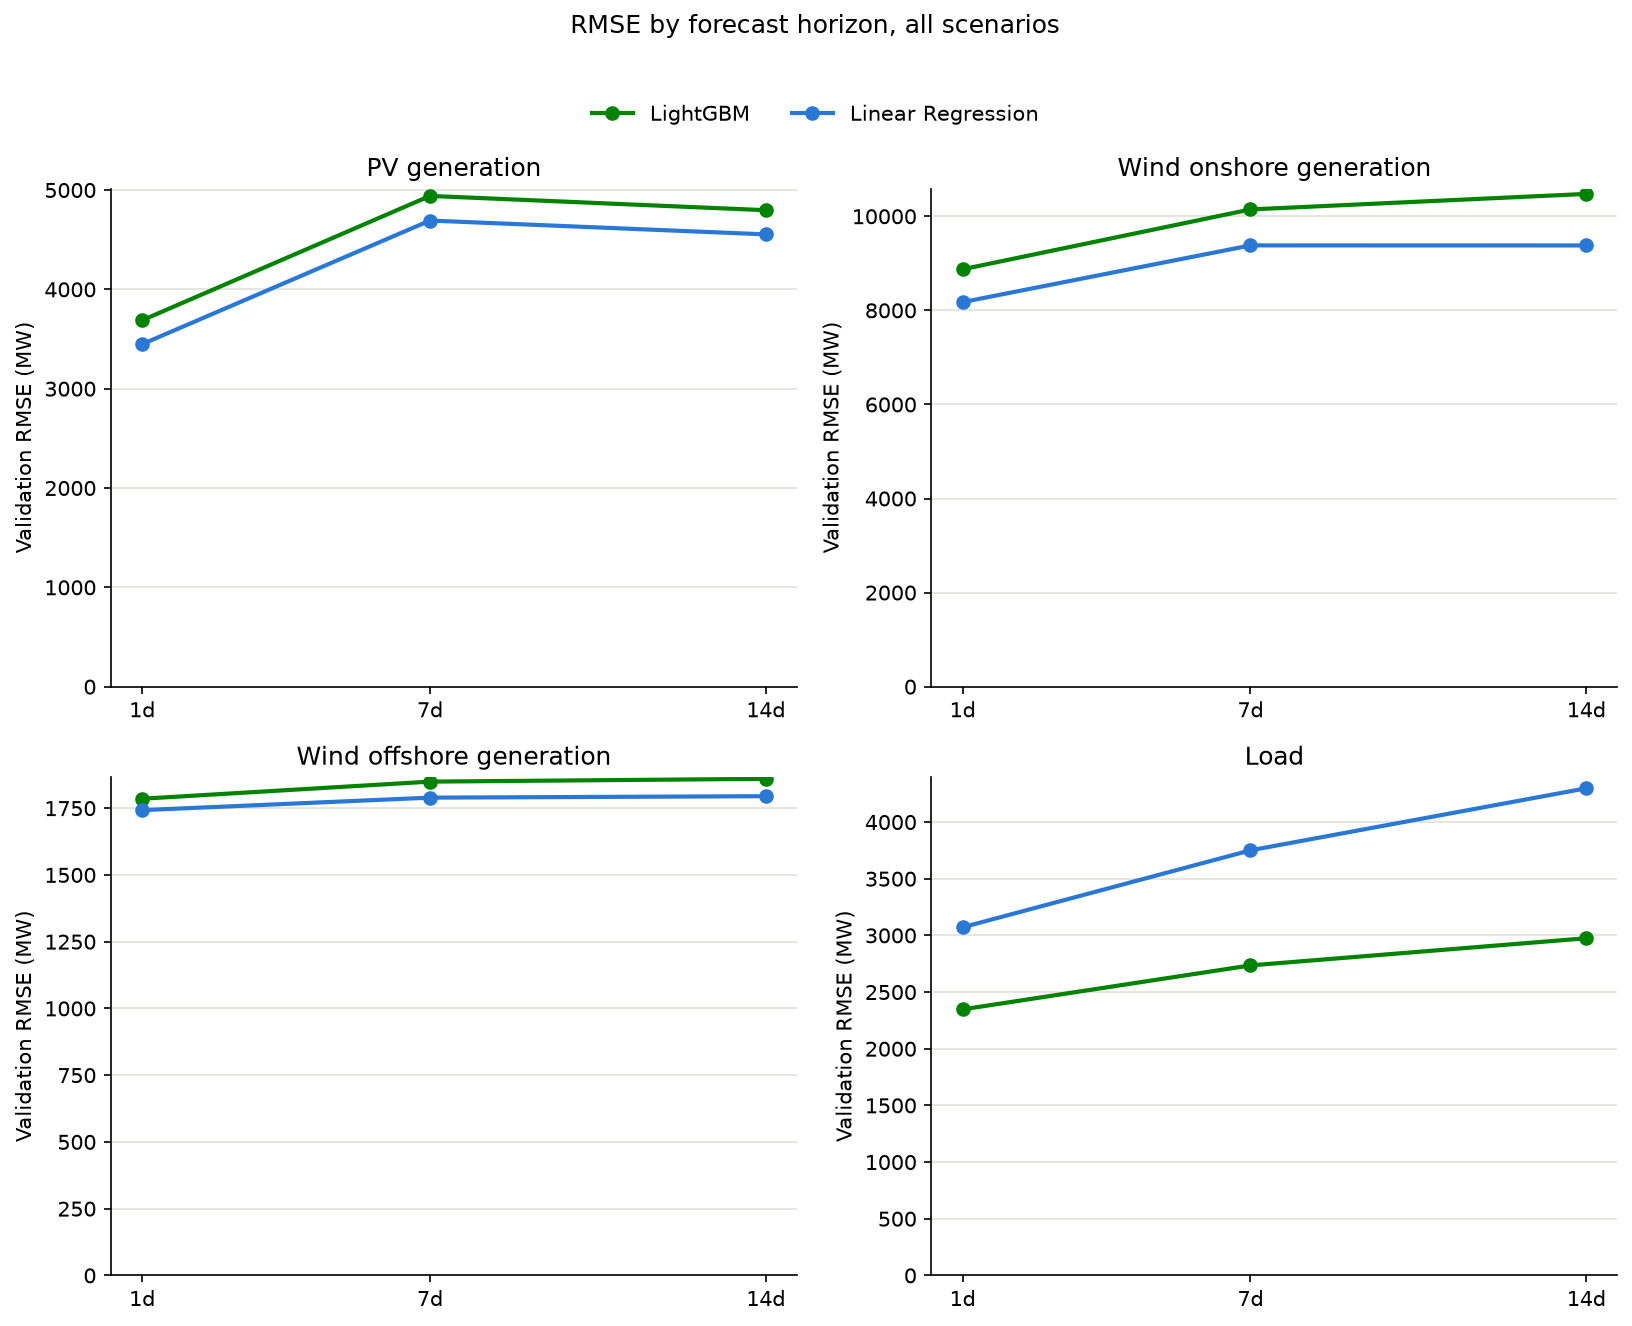 RMSE by forecast horizon, all scenarios
LightGBM
Linear Regression
PV generation
Validation RMSE (MW)
5000
4000
3000
2000
1000
0
1d
7d
14d
Wind onshore generation
Validation RMSE (MW)
10000
8000
6000
4000
2000
0
1d
7d
14d
Wind offshore generation
Validation RMSE (MW)
1750
1500
1250
1000
750
500
250
0
1d
7d
14d
Load
Validation RMSE (MW)
4000
3500
3000
2500
2000
1500
1000
500
0
1d
7d
14d